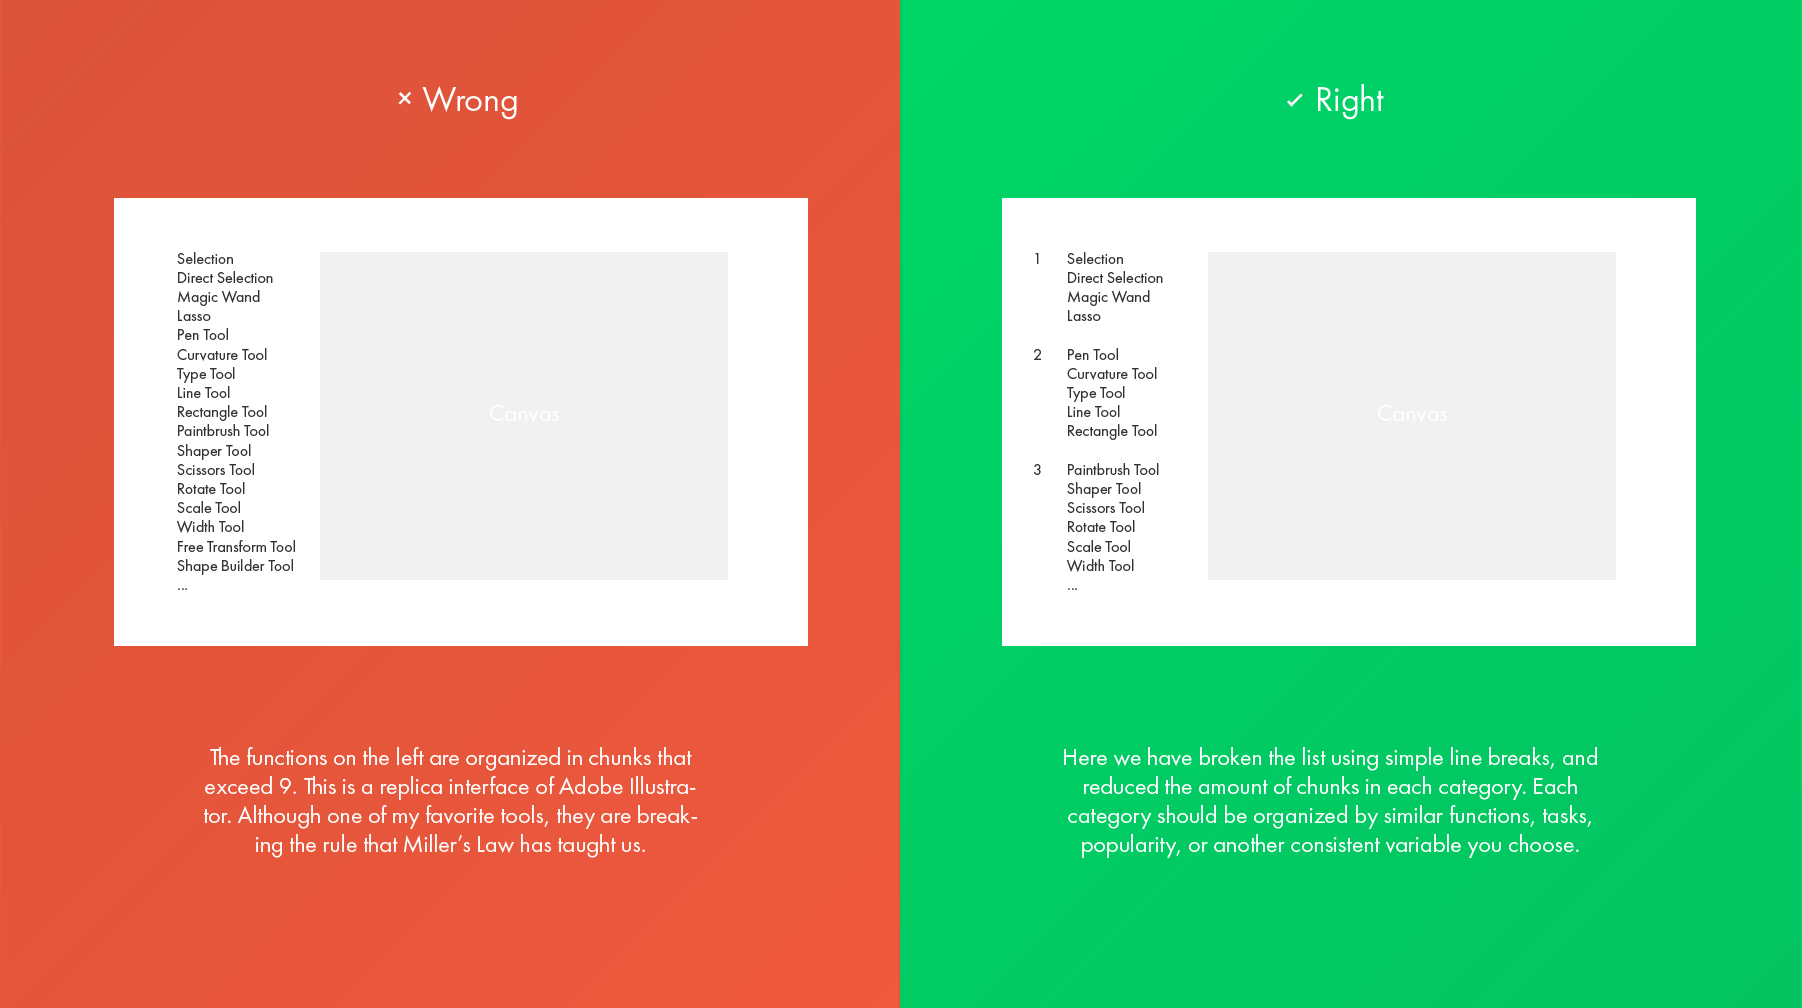 × Wrong
Selection
Direct Selection
Magic Wand
Lasso
Pen Tool
Curvature Tool
Type Tool
Line Tool
Rectangle Tool
Paintbrush Tool
Shaper Tool
Scissors Tool
Rotate Tool
Scale Tool
Width Tool
Free Transform Tool
Shape Builder Tool
...
Canvas
The functions on the left are organized in chunks that
exceed 9. This is a replica interface of Adobe Illustra-
tor. Although one of my favorite tools, they are break-
ing the rule that Miller’s Law has taught us.
✓ Right
1 Selection
Direct Selection
Magic Wand
Lasso
2 Pen Tool
Curvature Tool
Type Tool
Line Tool
Rectangle Tool
3 Paintbrush Tool
Shaper Tool
Scissors Tool
Rotate Tool
Scale Tool
Width Tool
...
Canvas
Here we have broken the list using simple line breaks, and
reduced the amount of chunks in each category. Each
category should be organized by similar functions, tasks,
popularity, or another consistent variable you choose.